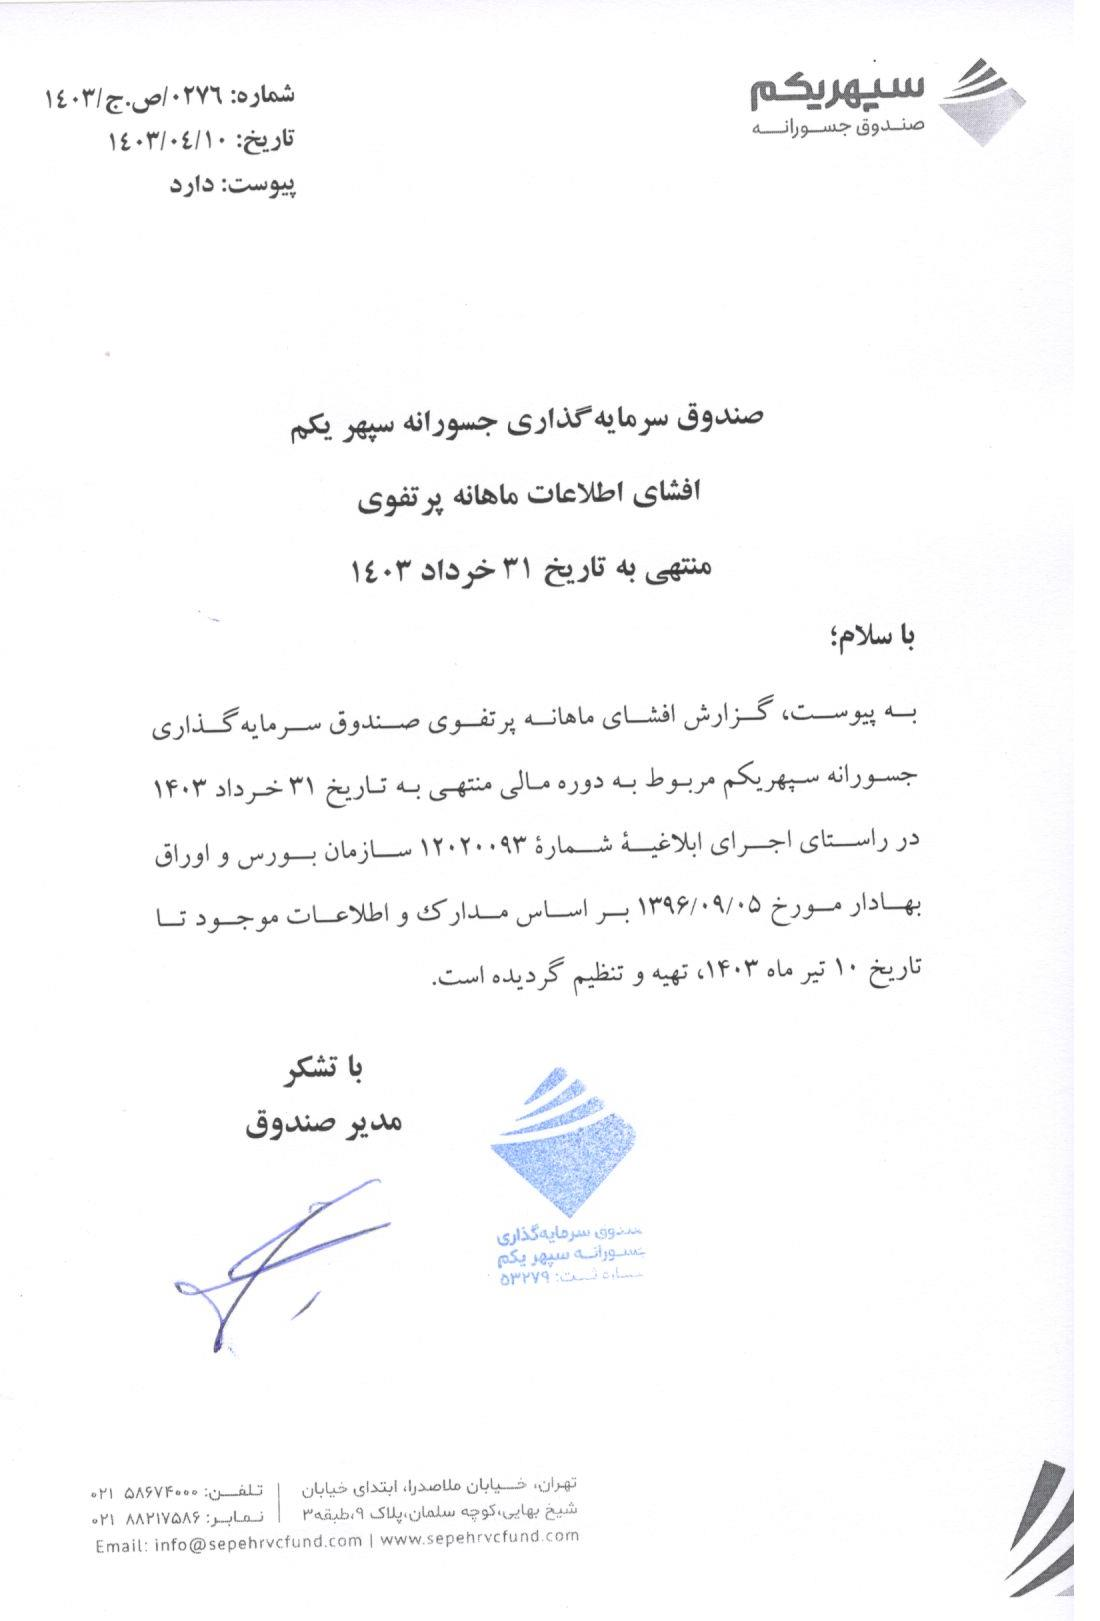 سپهریکم
صندوق جسورانه
شماره: ۰۲۷۶/ص.ج/۱۴۰۳
تاریخ: ۱۴۰۳/۰۴/۱۰
پیوست: دارد
صندوق سرمایه‌گذاری جسورانه سپهر یکم
افشای اطلاعات ماهانه پرتفوی
منتهی به تاریخ ۳۱ خرداد ۱۴۰۳
با سلام؛
به پیوست، گزارش افشای ماهانه پرتفوی صندوق سرمایه‌گذاری
جسورانه سپهریکم مربوط به دوره مالی منتهی به تاریخ ۳۱ خرداد ۱۴۰۳
در راستای اجرای ابلاغیهٔ شمارهٔ ۱۲۰۲۰۰۹۳ سازمان بورس و اوراق
بهادار مورخ ۱۳۹۶/۰۹/۰۵ بر اساس مدارک و اطلاعات موجود تا
تاریخ ۱۰ تیر ماه ۱۴۰۳، تهیه و تنظیم گردیده است.
با تشکر
مدیر صندوق
صندوق سرمایه‌گذاری
جسورانه سپهر یکم
شماره ثبت: ۵۳۲۷۹
تهران، خیابان ملاصدرا، ابتدای خیابان
شیخ بهایی،کوچه سلمان،پلاک ۹،طبقه۳
تلفن: ۵۸۶۷۴۰۰۰ ۰۲۱
نمابر: ۸۸۲۱۷۵۸۶ ۰۲۱
Email: info@sepehrvcfund.com | www.sepehrvcfund.com